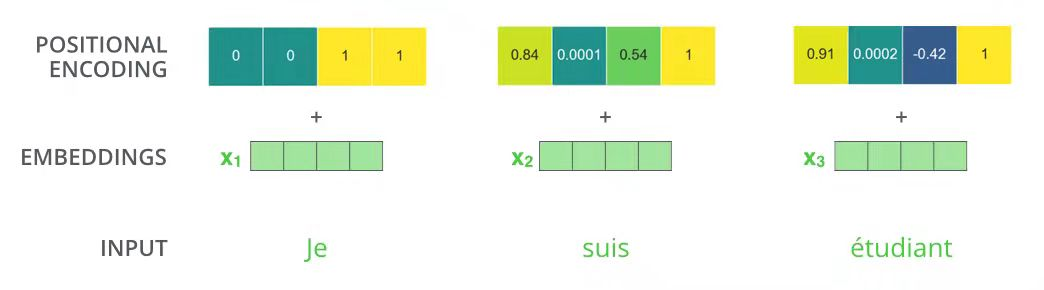 POSITIONAL
ENCODING
0 0 1 1
0.84 0.0001 0.54 1
0.91 0.0002 -0.42 1
+ + +
EMBEDDINGS
x1 x2 x3
INPUT
Je suis étudiant